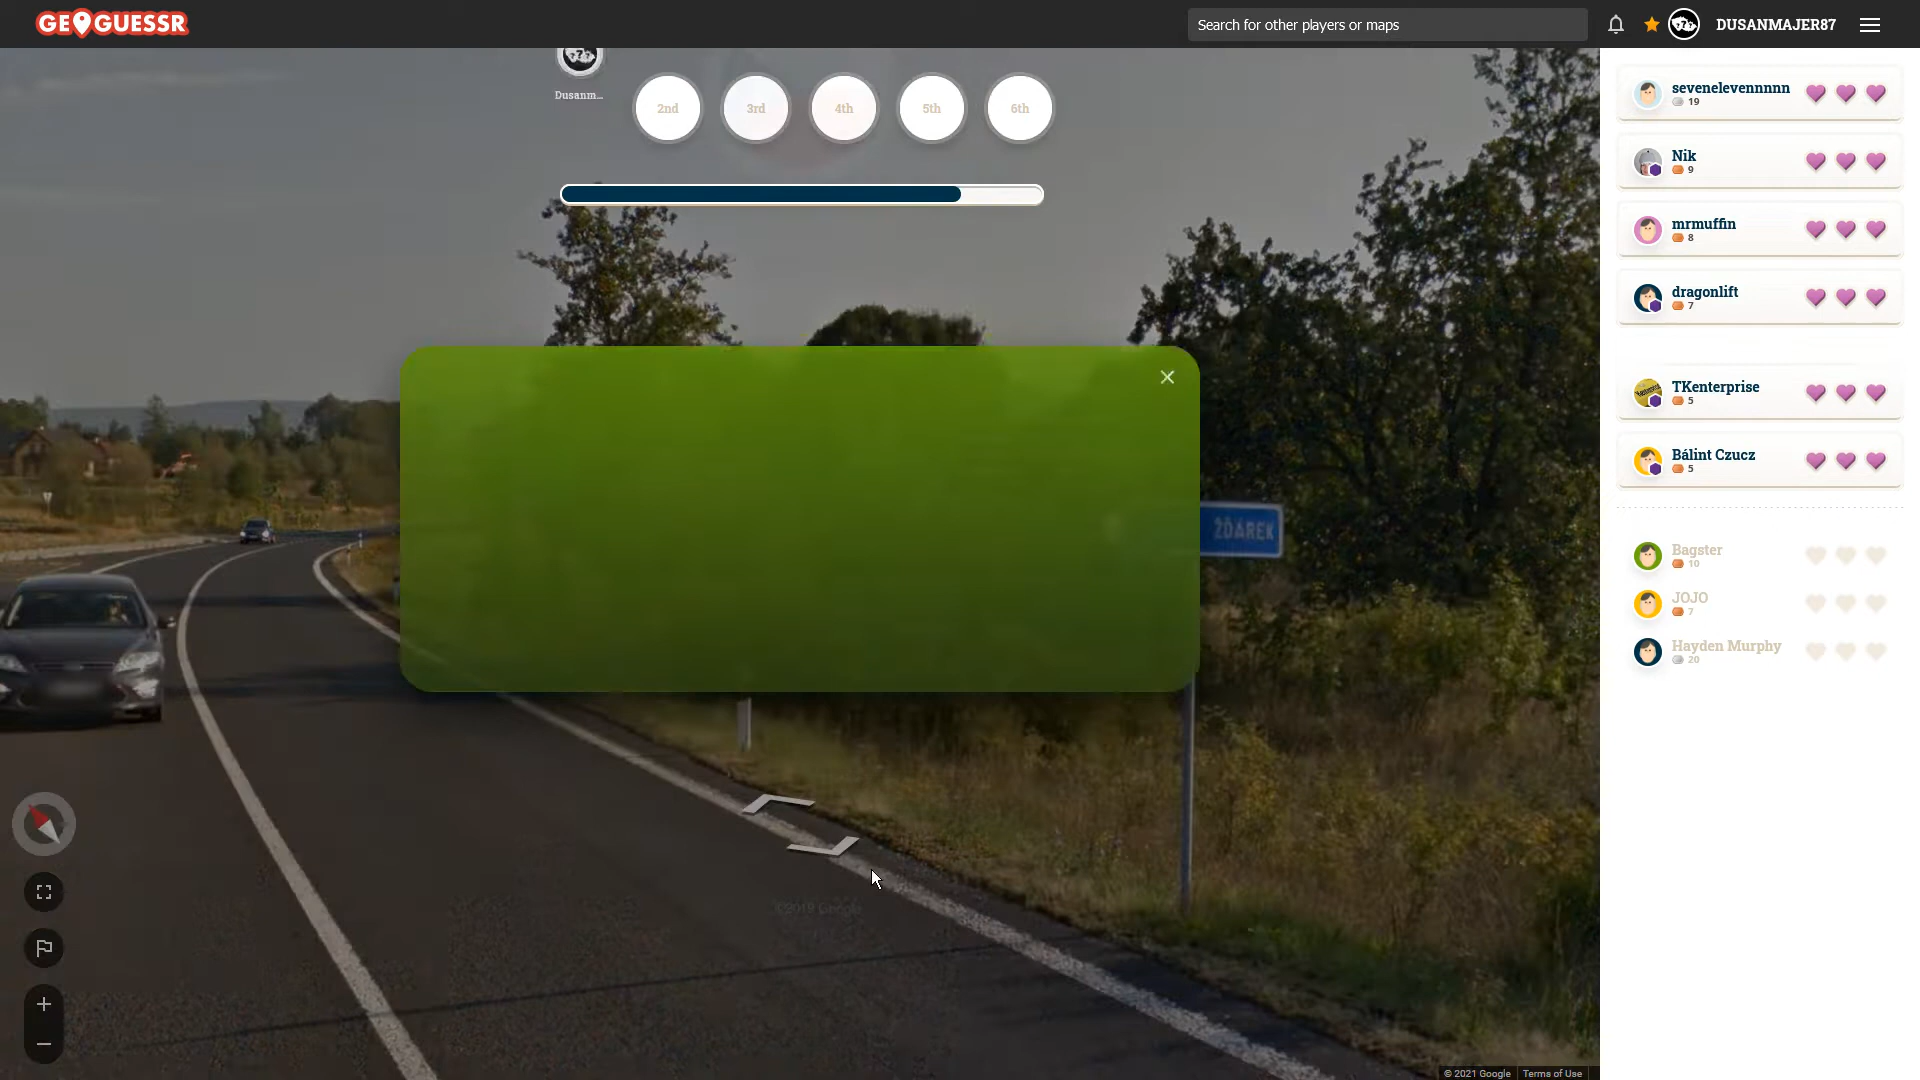 GEOGUESSR
Search for other players or maps
DUSANMAJER87
Dusanm...
2nd
3rd
4th
5th
6th
sevenelevennnnn
19
Nik
9
mrmuffin
8
dragonlift
7
TKenterprise
5
Bálint Czucz
5
Bagster
10
JOJO
7
Hayden Murphy
20
ŽĎÁREK
©2019 Google
© 2021 Google
Terms of Use